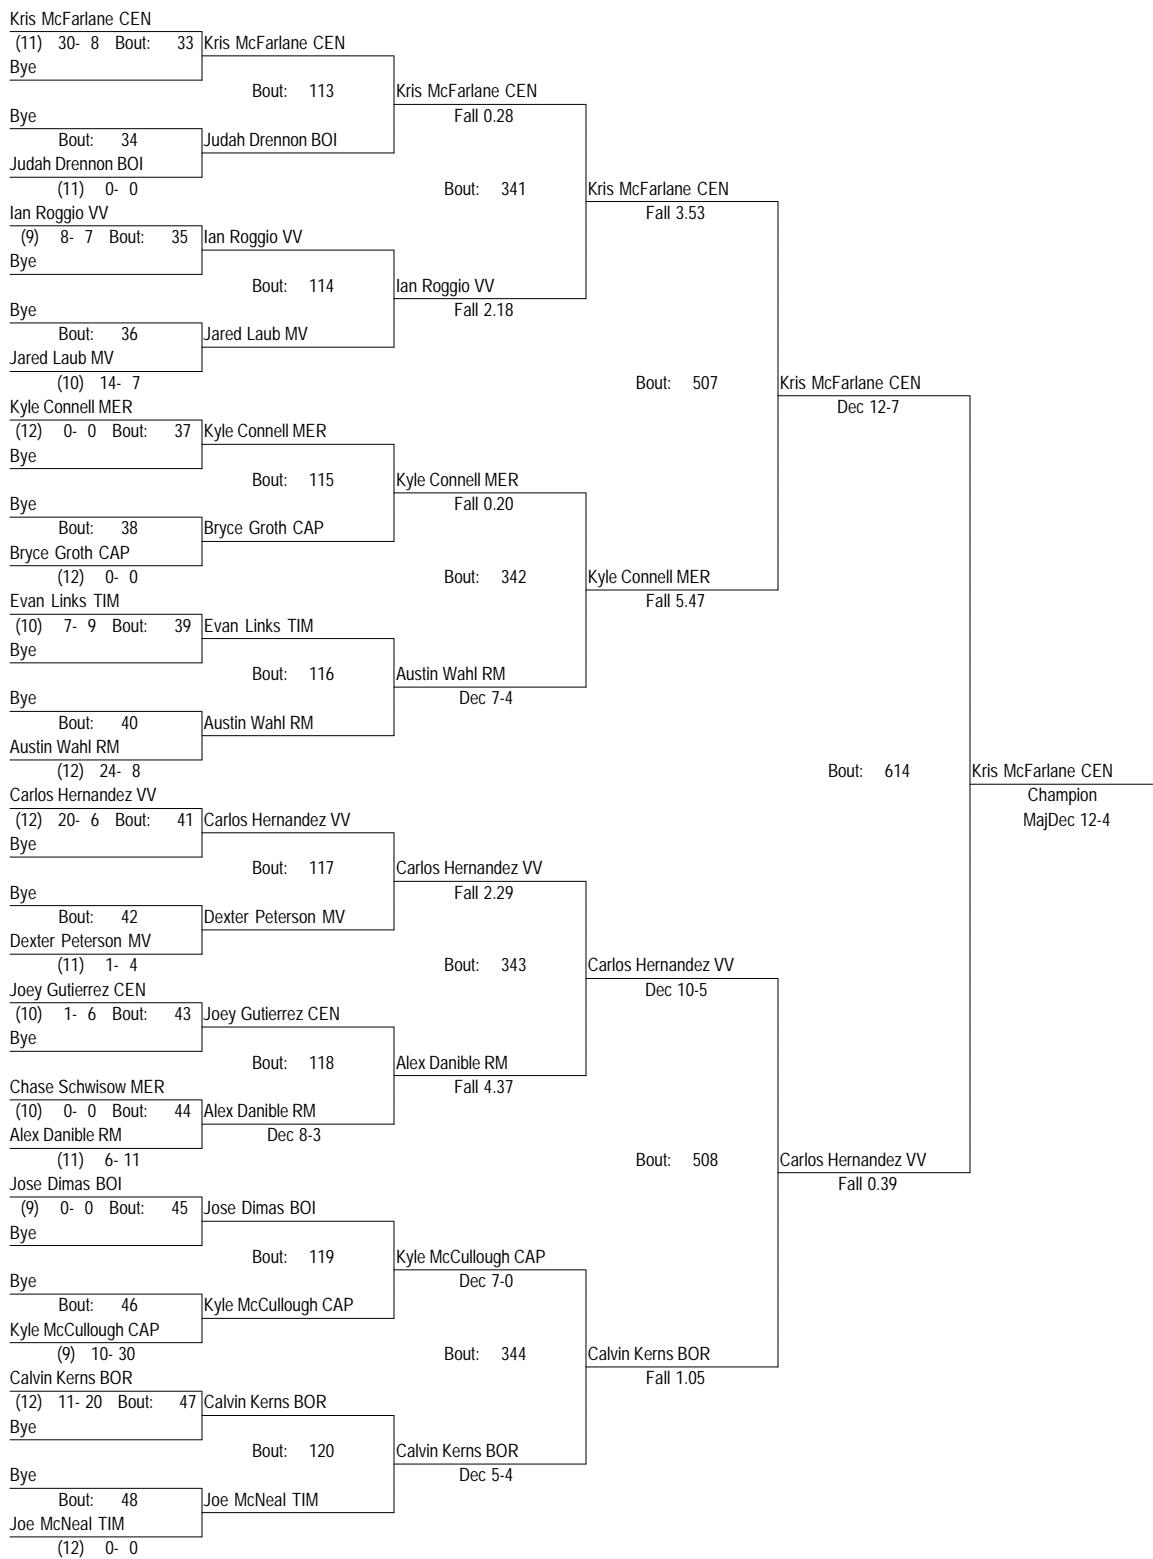 Kris McFarlane CEN
(11) 30- 8 Bout: 33 Kris McFarlane CEN
Bye
Bout: 113 Kris McFarlane CEN
Bye Fall 0.28
Bout: 34 Judah Drennon BOI
Judah Drennon BOI
(11) 0- 0 Bout: 341 Kris McFarlane CEN
Ian Roggio VV Fall 3.53
(9) 8- 7 Bout: 35 Ian Roggio VV
Bye
Bout: 114 Ian Roggio VV
Bye Fall 2.18
Bout: 36 Jared Laub MV
Jared Laub MV
(10) 14- 7 Bout: 507 Kris McFarlane CEN
Kyle Connell MER Dec 12-7
(12) 0- 0 Bout: 37 Kyle Connell MER
Bye
Bout: 115 Kyle Connell MER
Bye Fall 0.20
Bout: 38 Bryce Groth CAP
Bryce Groth CAP
(12) 0- 0 Bout: 342 Kyle Connell MER
Evan Links TIM Fall 5.47
(10) 7- 9 Bout: 39 Evan Links TIM
Bye
Bout: 116 Austin Wahl RM
Bye Dec 7-4
Bout: 40 Austin Wahl RM
Austin Wahl RM
(12) 24- 8 Bout: 614 Kris McFarlane CEN
Carlos Hernandez VV Champion
(12) 20- 6 Bout: 41 Carlos Hernandez VV MajDec 12-4
Bye
Bout: 117 Carlos Hernandez VV
Bye Fall 2.29
Bout: 42 Dexter Peterson MV
Dexter Peterson MV
(11) 1- 4 Bout: 343 Carlos Hernandez VV
Joey Gutierrez CEN Dec 10-5
(10) 1- 6 Bout: 43 Joey Gutierrez CEN
Bye
Bout: 118 Alex Danible RM
Chase Schwisow MER Fall 4.37
(10) 0- 0 Bout: 44 Alex Danible RM
Alex Danible RM Dec 8-3
(11) 6- 11 Bout: 508 Carlos Hernandez VV
Jose Dimas BOI Fall 0.39
(9) 0- 0 Bout: 45 Jose Dimas BOI
Bye
Bout: 119 Kyle McCullough CAP
Bye Dec 7-0
Bout: 46 Kyle McCullough CAP
Kyle McCullough CAP
(9) 10- 30 Bout: 344 Calvin Kerns BOR
Calvin Kerns BOR Fall 1.05
(12) 11- 20 Bout: 47 Calvin Kerns BOR
Bye
Bout: 120 Calvin Kerns BOR
Bye Dec 5-4
Bout: 48 Joe McNeal TIM
Joe McNeal TIM
(12) 0- 0